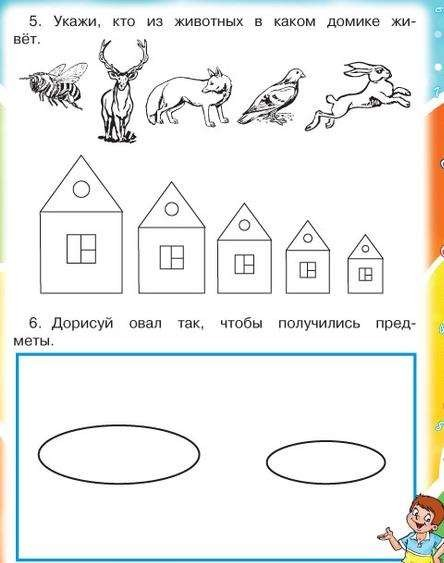 5. Укажи, кто из животных в каком домике жи-
вёт.
6. Дорисуй овал так, чтобы получились пред-
меты.